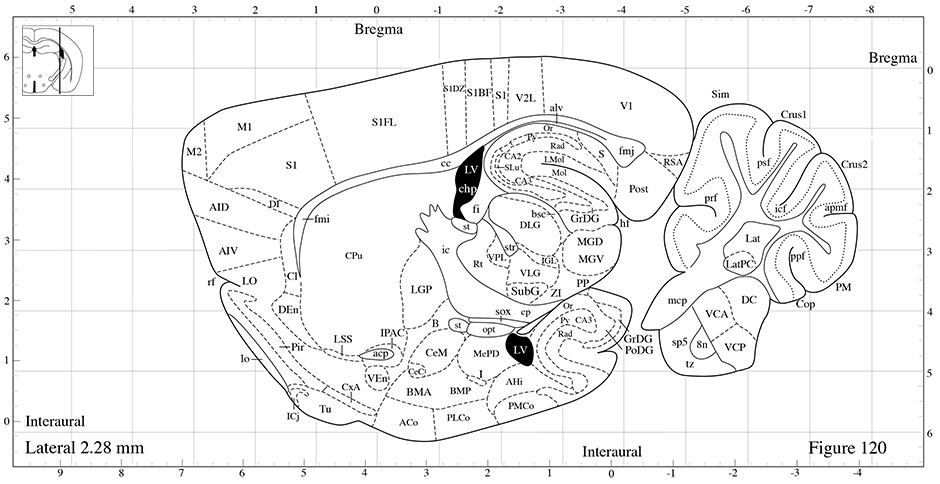 5 4 3 2 1 0 -1 -2 -3 -4 -5 -6 -7 -8
Bregma
Bregma
6 0
S1DZ S1BF S1 V2L
alv V1 Sim
Crus1
5 1
M1 S1FL Py Or fmj psf
M2 S1 cc LV CA2 Rad S RSA Crus2
SLu LMol
4 2
chp CA3 Mol Post prf icf apmf
AID DI fmi fi bsc GrDG hf
st DLG
3 3
AIV CPu ic str MGD Lat
Rt VPL IGL MGV LatPC ppf
rf LO Cl LGP VLG PP PM
SubG ZI
2 4
DEn sox cp Or mcp DC Cop
B st opt Py CA3 VCA
lo Pir LSS IPAC Rad GrDG
acp CeM MePD LV PoDG sp5 8n VCP
1 5
VEn CeC I tz
CxA BMA BMP AHi
ICj Tu PMCo
0 6
Interaural ACo PLCo
Lateral 2.28 mm Interaural Figure 120
9 8 7 6 5 4 3 2 1 0 -1 -2 -3 -4